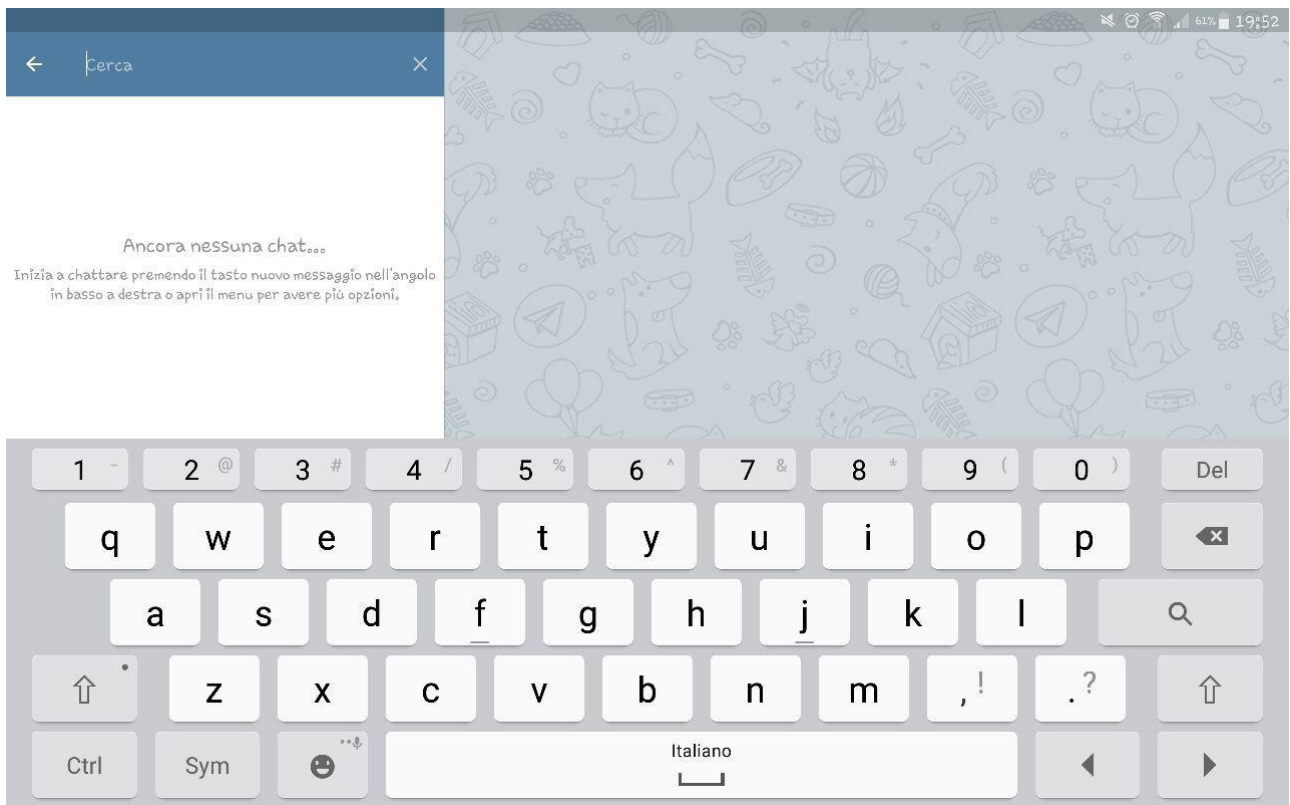 61% 19:52
Cerca
Ancora nessuna chat...
Inizia a chattare premendo il tasto nuovo messaggio nell'angolo
in basso a destra o apri il menu per avere più opzioni.
1 - 2 @ 3 # 4 / 5 % 6 ^ 7 & 8 * 9 ( 0 ) Del
q w e r t y u i o p
a s d f g h j k l
z x c v b n m , ! . ?
Ctrl Sym Italiano